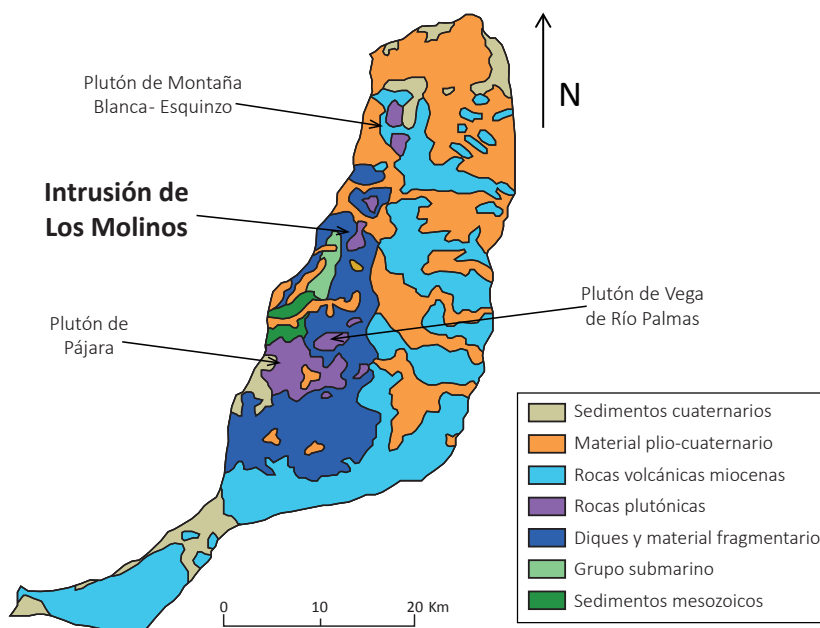 Plutón de Montaña
Blanca- Esquinzo
N
Intrusión de
Los Molinos
Plutón de Vega
de Río Palmas
Plutón de
Pájara
Sedimentos cuaternarios
Material plio-cuaternario
Rocas volcánicas miocenas
Rocas plutónicas
Diques y material fragmentario
Grupo submarino
Sedimentos mesozoicos
0 10 20 Km